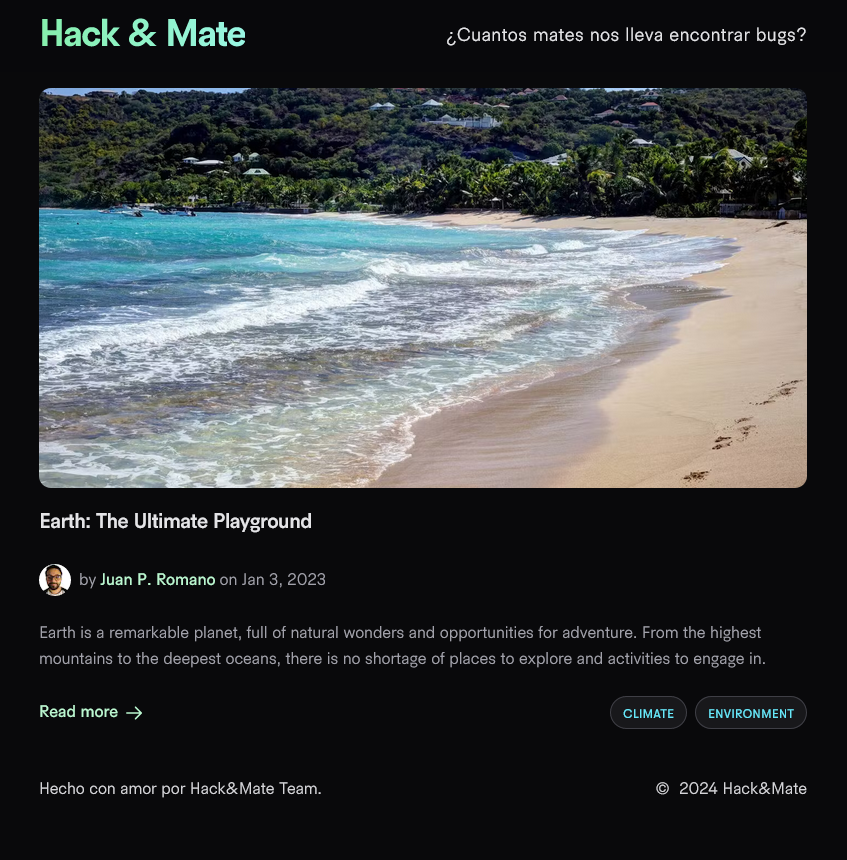 Hack & Mate
¿Cuantos mates nos lleva encontrar bugs?
Earth: The Ultimate Playground
by Juan P. Romano on Jan 3, 2023
Earth is a remarkable planet, full of natural wonders and opportunities for adventure. From the highest
mountains to the deepest oceans, there is no shortage of places to explore and activities to engage in.
Read more →
CLIMATE
ENVIRONMENT
Hecho con amor por Hack&Mate Team.
© 2024 Hack&Mate